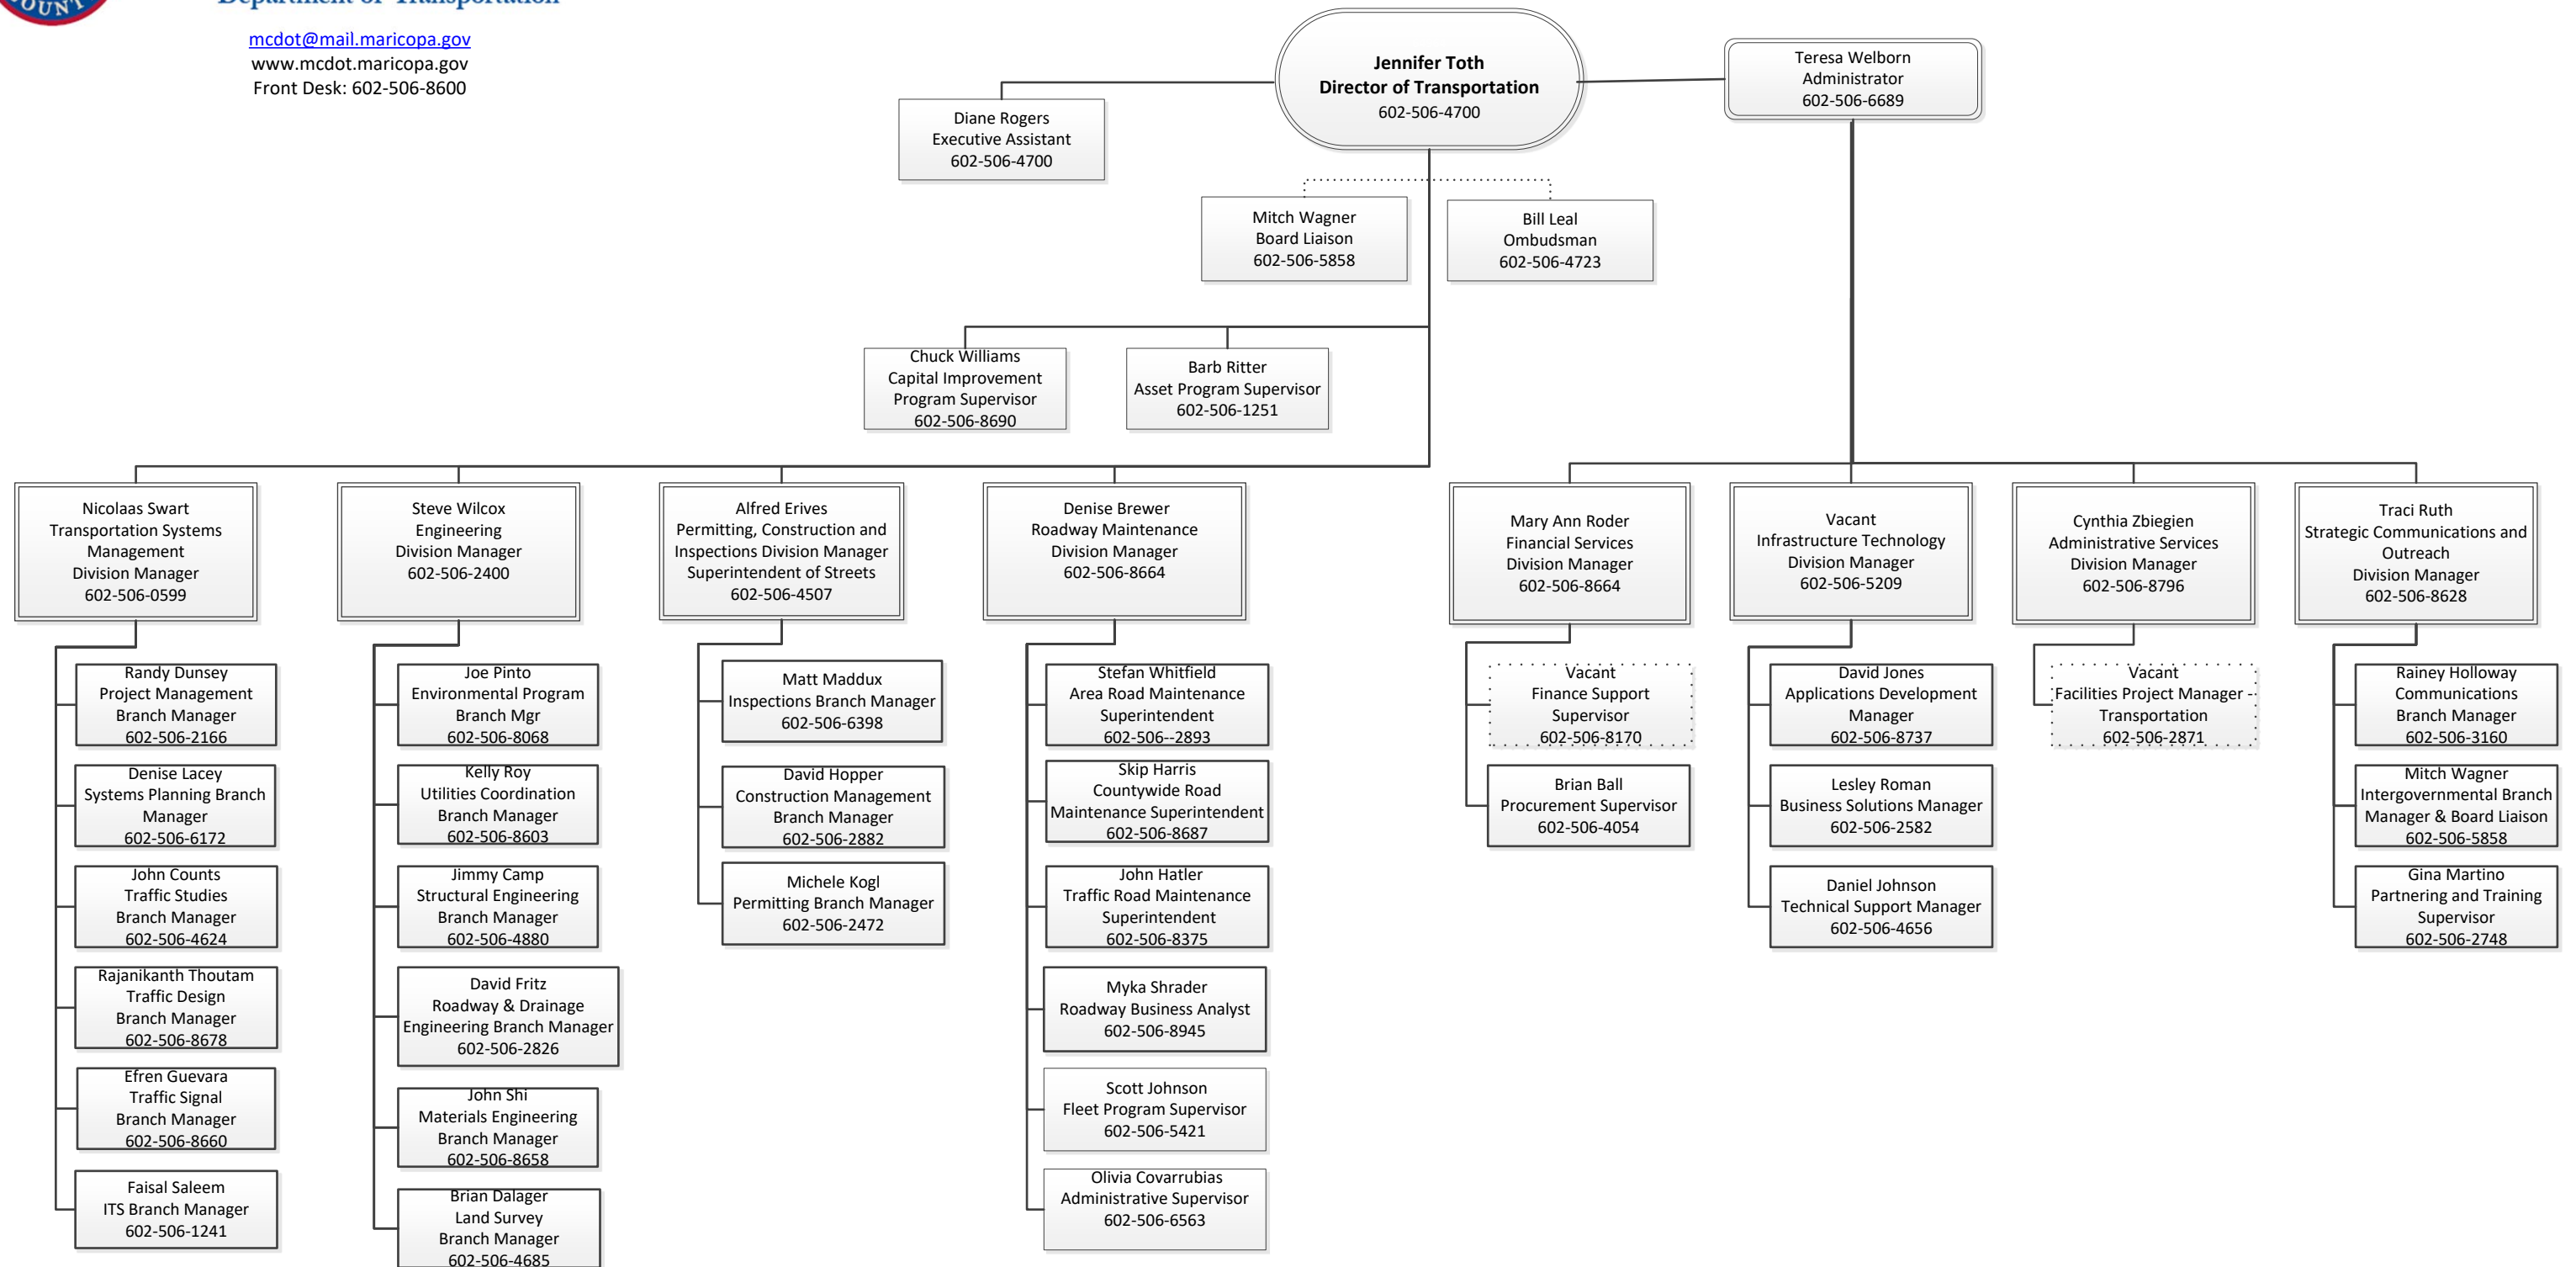 OUNT
Department of Transportation
mcdot@mail.maricopa.gov
www.mcdot.maricopa.gov
Front Desk: 602-506-8600
Jennifer Toth
Director of Transportation
602-506-4700
Teresa Welborn
Administrator
602-506-6689
Diane Rogers
Executive Assistant
602-506-4700
Mitch Wagner
Board Liaison
602-506-5858
Bill Leal
Ombudsman
602-506-4723
Chuck Williams
Capital Improvement
Program Supervisor
602-506-8690
Barb Ritter
Asset Program Supervisor
602-506-1251
Nicolaas Swart
Transportation Systems
Management
Division Manager
602-506-0599
Steve Wilcox
Engineering
Division Manager
602-506-2400
Alfred Erives
Permitting, Construction and
Inspections Division Manager
Superintendent of Streets
602-506-4507
Denise Brewer
Roadway Maintenance
Division Manager
602-506-8664
Mary Ann Roder
Financial Services
Division Manager
602-506-8664
Vacant
Infrastructure Technology
Division Manager
602-506-5209
Cynthia Zbiegien
Administrative Services
Division Manager
602-506-8796
Traci Ruth
Strategic Communications and
Outreach
Division Manager
602-506-8628
Randy Dunsey
Project Management
Branch Manager
602-506-2166
Denise Lacey
Systems Planning Branch
Manager
602-506-6172
John Counts
Traffic Studies
Branch Manager
602-506-4624
Rajanikanth Thoutam
Traffic Design
Branch Manager
602-506-8678
Efren Guevara
Traffic Signal
Branch Manager
602-506-8660
Faisal Saleem
ITS Branch Manager
602-506-1241
Joe Pinto
Environmental Program
Branch Mgr
602-506-8068
Kelly Roy
Utilities Coordination
Branch Manager
602-506-8603
Jimmy Camp
Structural Engineering
Branch Manager
602-506-4880
David Fritz
Roadway & Drainage
Engineering Branch Manager
602-506-2826
John Shi
Materials Engineering
Branch Manager
602-506-8658
Brian Dalager
Land Survey
Branch Manager
602-506-4685
Matt Maddux
Inspections Branch Manager
602-506-6398
David Hopper
Construction Management
Branch Manager
602-506-2882
Michele Kogl
Permitting Branch Manager
602-506-2472
Stefan Whitfield
Area Road Maintenance
Superintendent
602-506--2893
Skip Harris
Countywide Road
Maintenance Superintendent
602-506-8687
John Hatler
Traffic Road Maintenance
Superintendent
602-506-8375
Myka Shrader
Roadway Business Analyst
602-506-8945
Scott Johnson
Fleet Program Supervisor
602-506-5421
Olivia Covarrubias
Administrative Supervisor
602-506-6563
Vacant
Finance Support
Supervisor
602-506-8170
Brian Ball
Procurement Supervisor
602-506-4054
David Jones
Applications Development
Manager
602-506-8737
Lesley Roman
Business Solutions Manager
602-506-2582
Daniel Johnson
Technical Support Manager
602-506-4656
Vacant
Facilities Project Manager --
Transportation
602-506-2871
Rainey Holloway
Communications
Branch Manager
602-506-3160
Mitch Wagner
Intergovernmental Branch
Manager & Board Liaison
602-506-5858
Gina Martino
Partnering and Training
Supervisor
602-506-2748